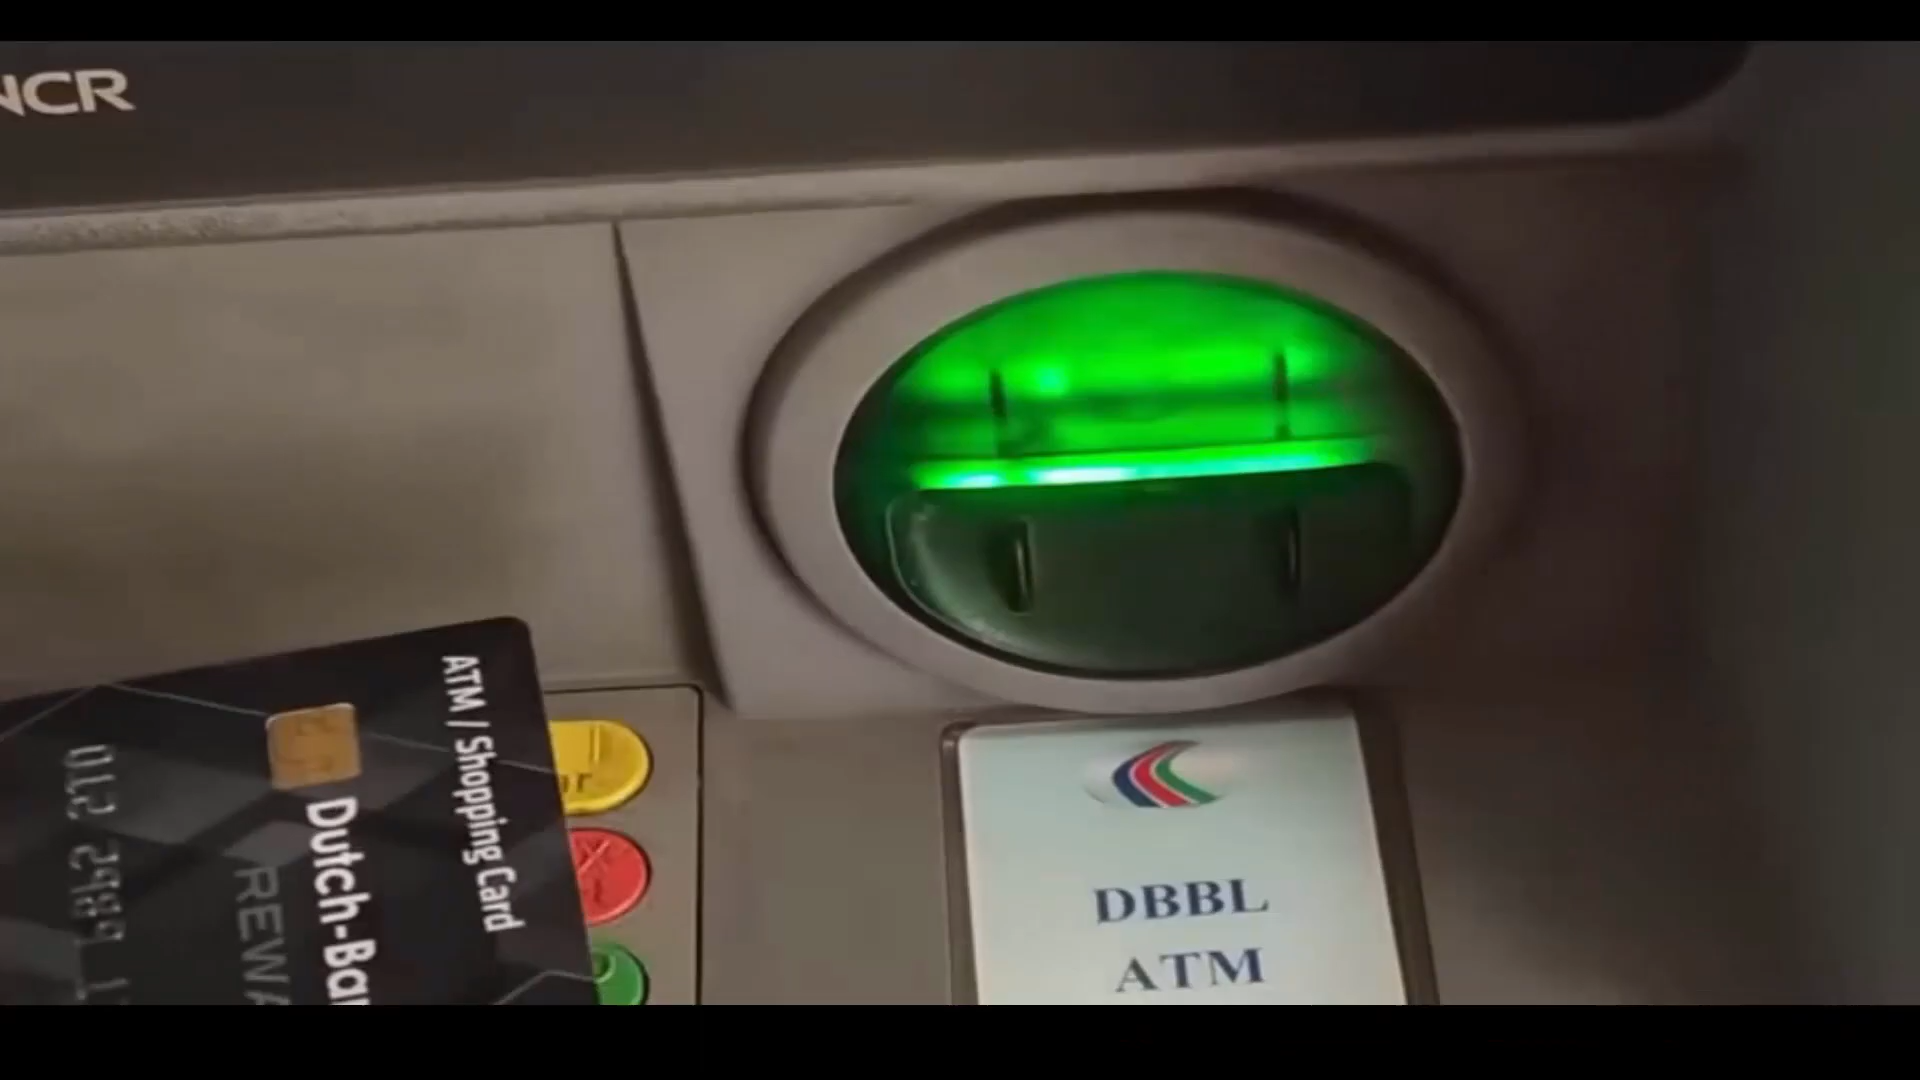 NCR
ATM / Shopping Card
Dutch-Ba
REWA
DBBL
ATM